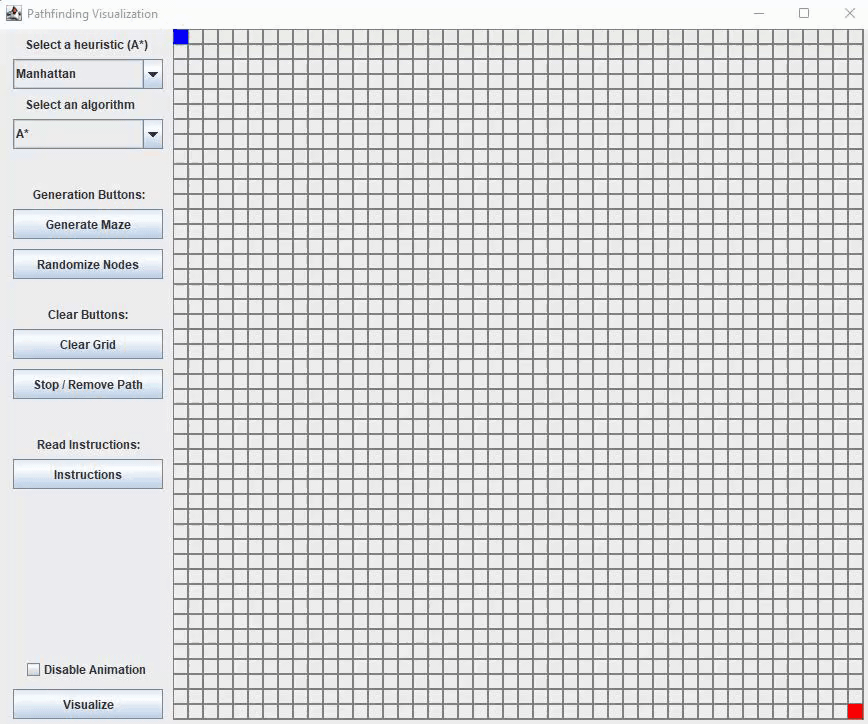 Pathfinding Visualization
Select a heuristic (A*)
Manhattan
Select an algorithm
A*
Generation Buttons:
Generate Maze
Randomize Nodes
Clear Buttons:
Clear Grid
Stop / Remove Path
Read Instructions:
Instructions
Disable Animation
Visualize